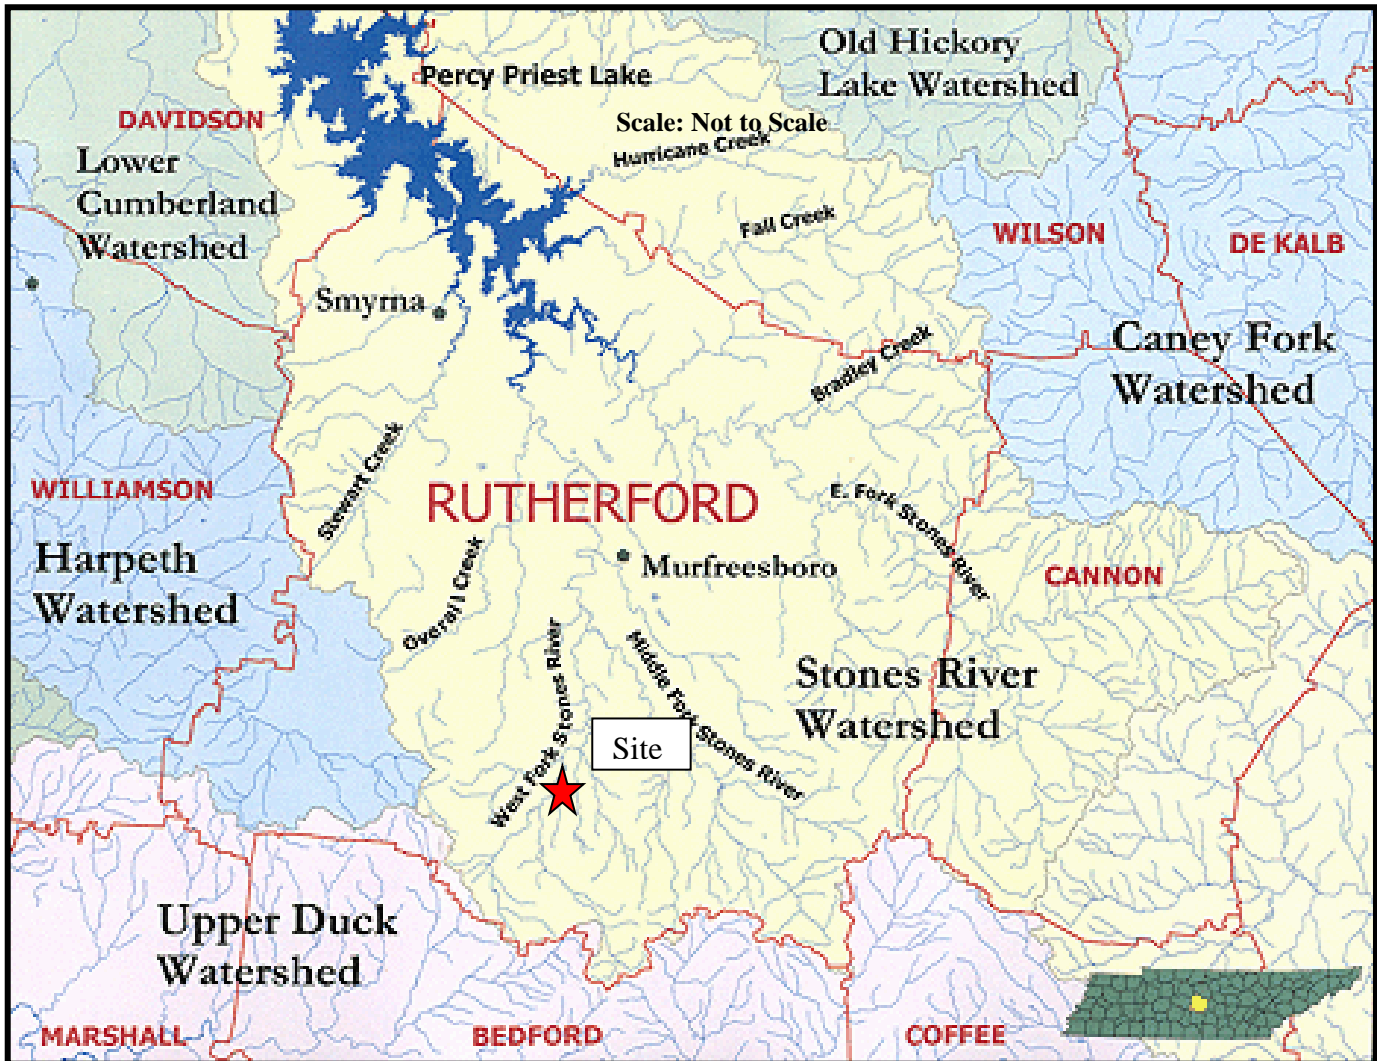 Old Hickory
Lake Watershed
Percy Priest Lake
DAVIDSON
Scale: Not to Scale
Hurricane Creek
Lower
Cumberland
Watershed
Fall Creek
WILSON
DE KALB
Smyrna
Caney Fork
Watershed
Bradley Creek
Stewart Creek
WILLIAMSON
RUTHERFORD
E. Fork Stones River
Harpeth
Watershed
Overall Creek
Murfreesboro
CANNON
West Fork Stones River
Middle Fork Stones River
Stones River
Watershed
Site
Upper Duck
Watershed
MARSHALL
BEDFORD
COFFEE